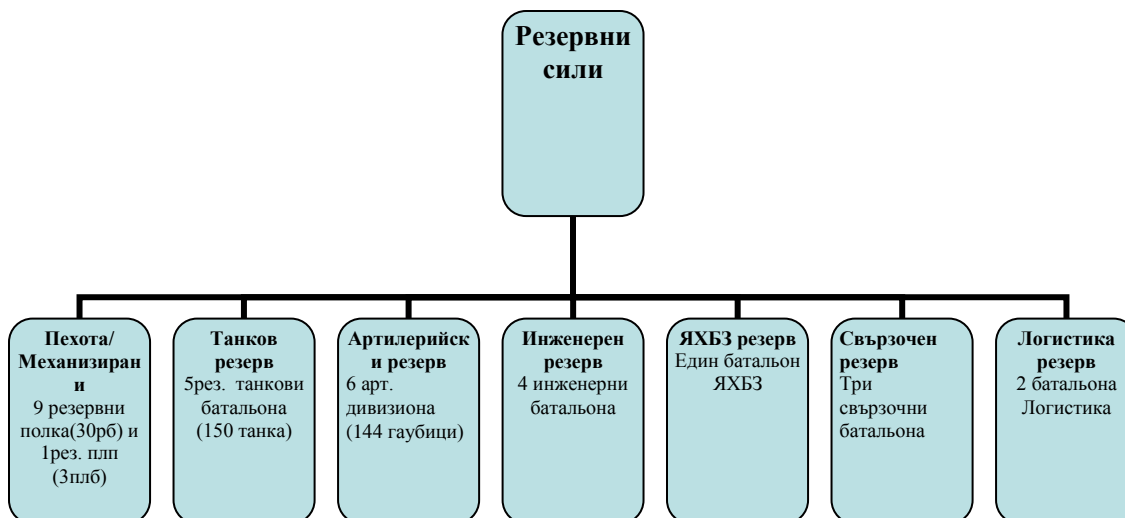 Резервни
сили
Пехота/
Механизиран
и
9 резервни
полка(30рб) и
1рез. плп
(3плб)
Танков
резерв
5рез. танкови
батальона
(150 танка)
Артилерийск
и резерв
6 арт.
дивизиона
(144 гаубици)
Инженерен
резерв
4 инженерни
батальона
ЯХБЗ резерв
Един батальон
ЯХБЗ
Свързочен
резерв
Три
свързочни
батальона
Логистика
резерв
2 батальона
Логистика